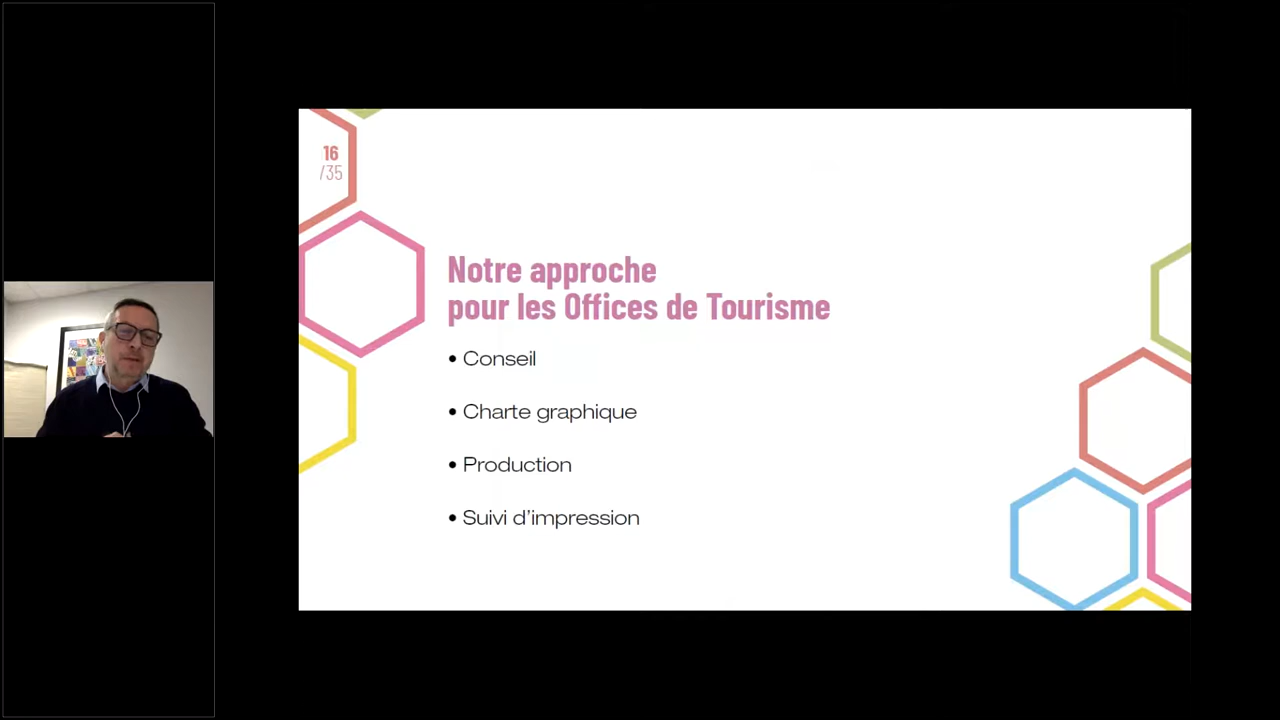 16
/35
Notre approche
pour les Offices de Tourisme
• Conseil
• Charte graphique
• Production
• Suivi d'impression